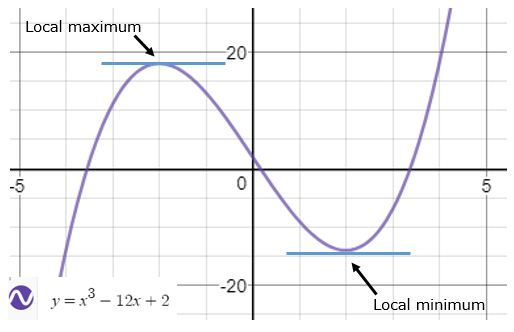 Local maximum
20
-5
0
5
-20
y = x³ − 12x + 2
Local minimum